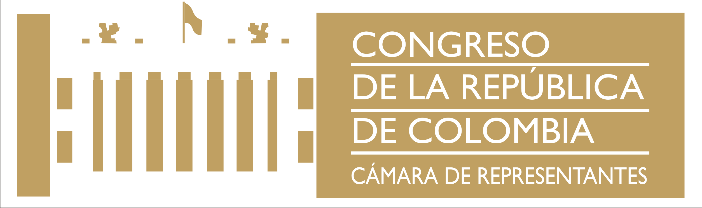 CONGRESO
DE LA REPÚBLICA
DE COLOMBIA
CÁMARA DE REPRESENTANTES